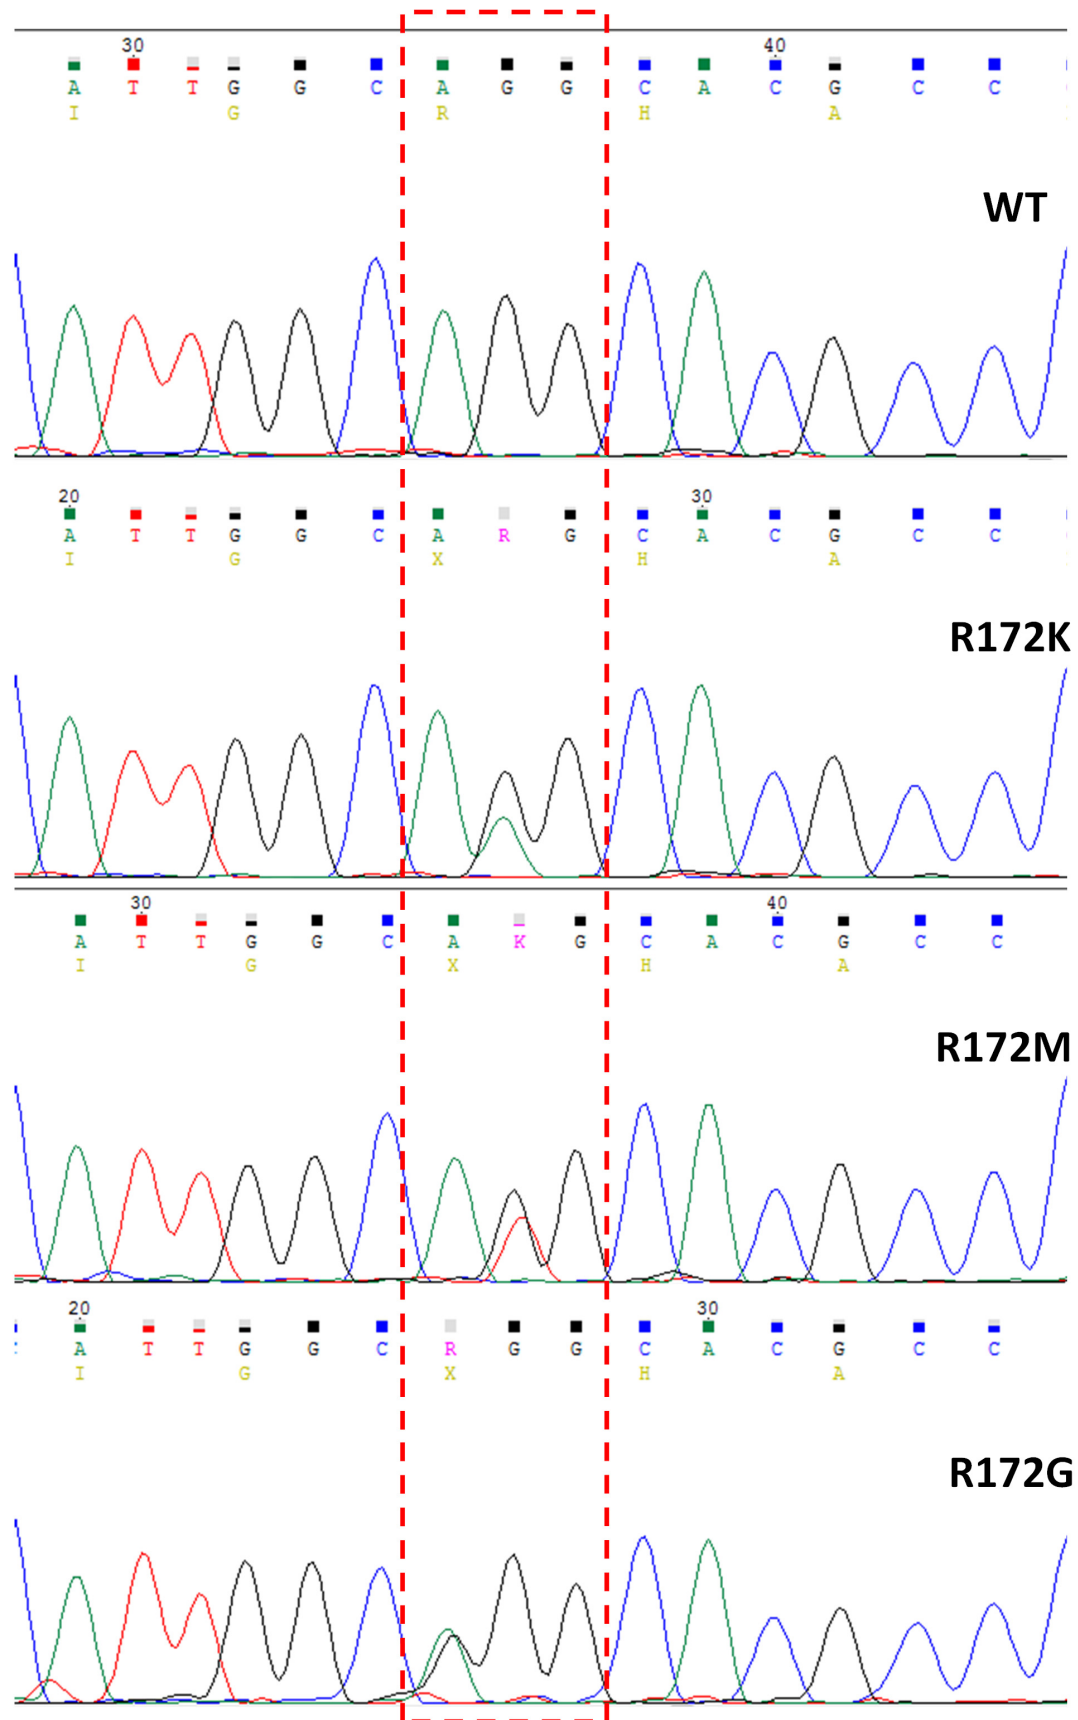 30 40
A T T G G C A G G C A C G C C
I G R H A
WT
20 30
A T T G G C A R G C A C G C C
I G X H A
R172K
30 40
A T T G G C A K G C A C G C C
I G X H A
R172M
20 30
A T T G G C R G G C A C G C C
I G X H A
R172G